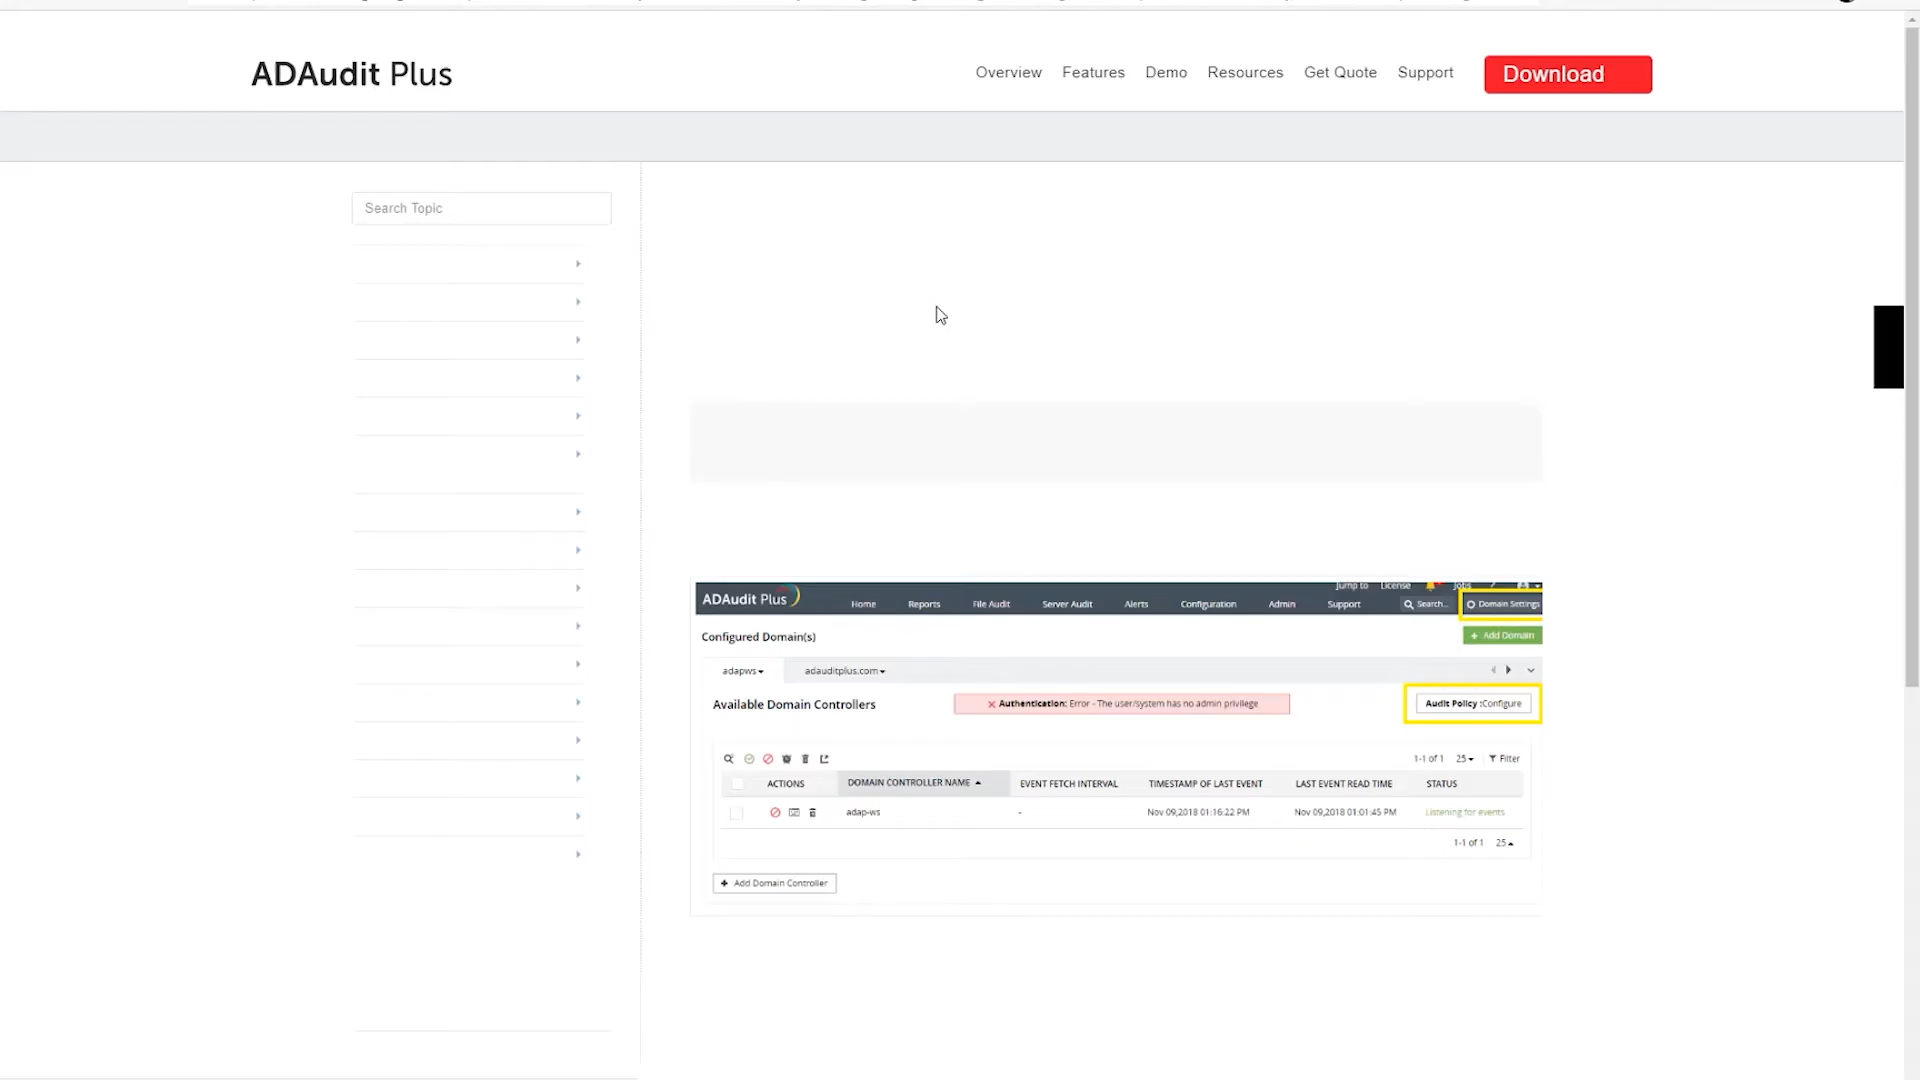 ADAudit Plus
Overview Features Demo Resources Get Quote Support Download
Search Topic
Jump to License Jobs
ADAudit Plus Home Reports File Audit Server Audit Alerts Configuration Admin Support Search... Domain Settings
Configured Domain(s) + Add Domain
adapws adauditplus.com
Available Domain Controllers Authentication: Error - The user/system has no admin privilege Audit Policy :Configure
1-1 of 1 25 Filter
ACTIONS DOMAIN CONTROLLER NAME EVENT FETCH INTERVAL TIMESTAMP OF LAST EVENT LAST EVENT READ TIME STATUS
adap-ws - Nov 09,2018 01:16:22 PM Nov 09,2018 01:01:45 PM Listening for events
1-1 of 1 25
+ Add Domain Controller